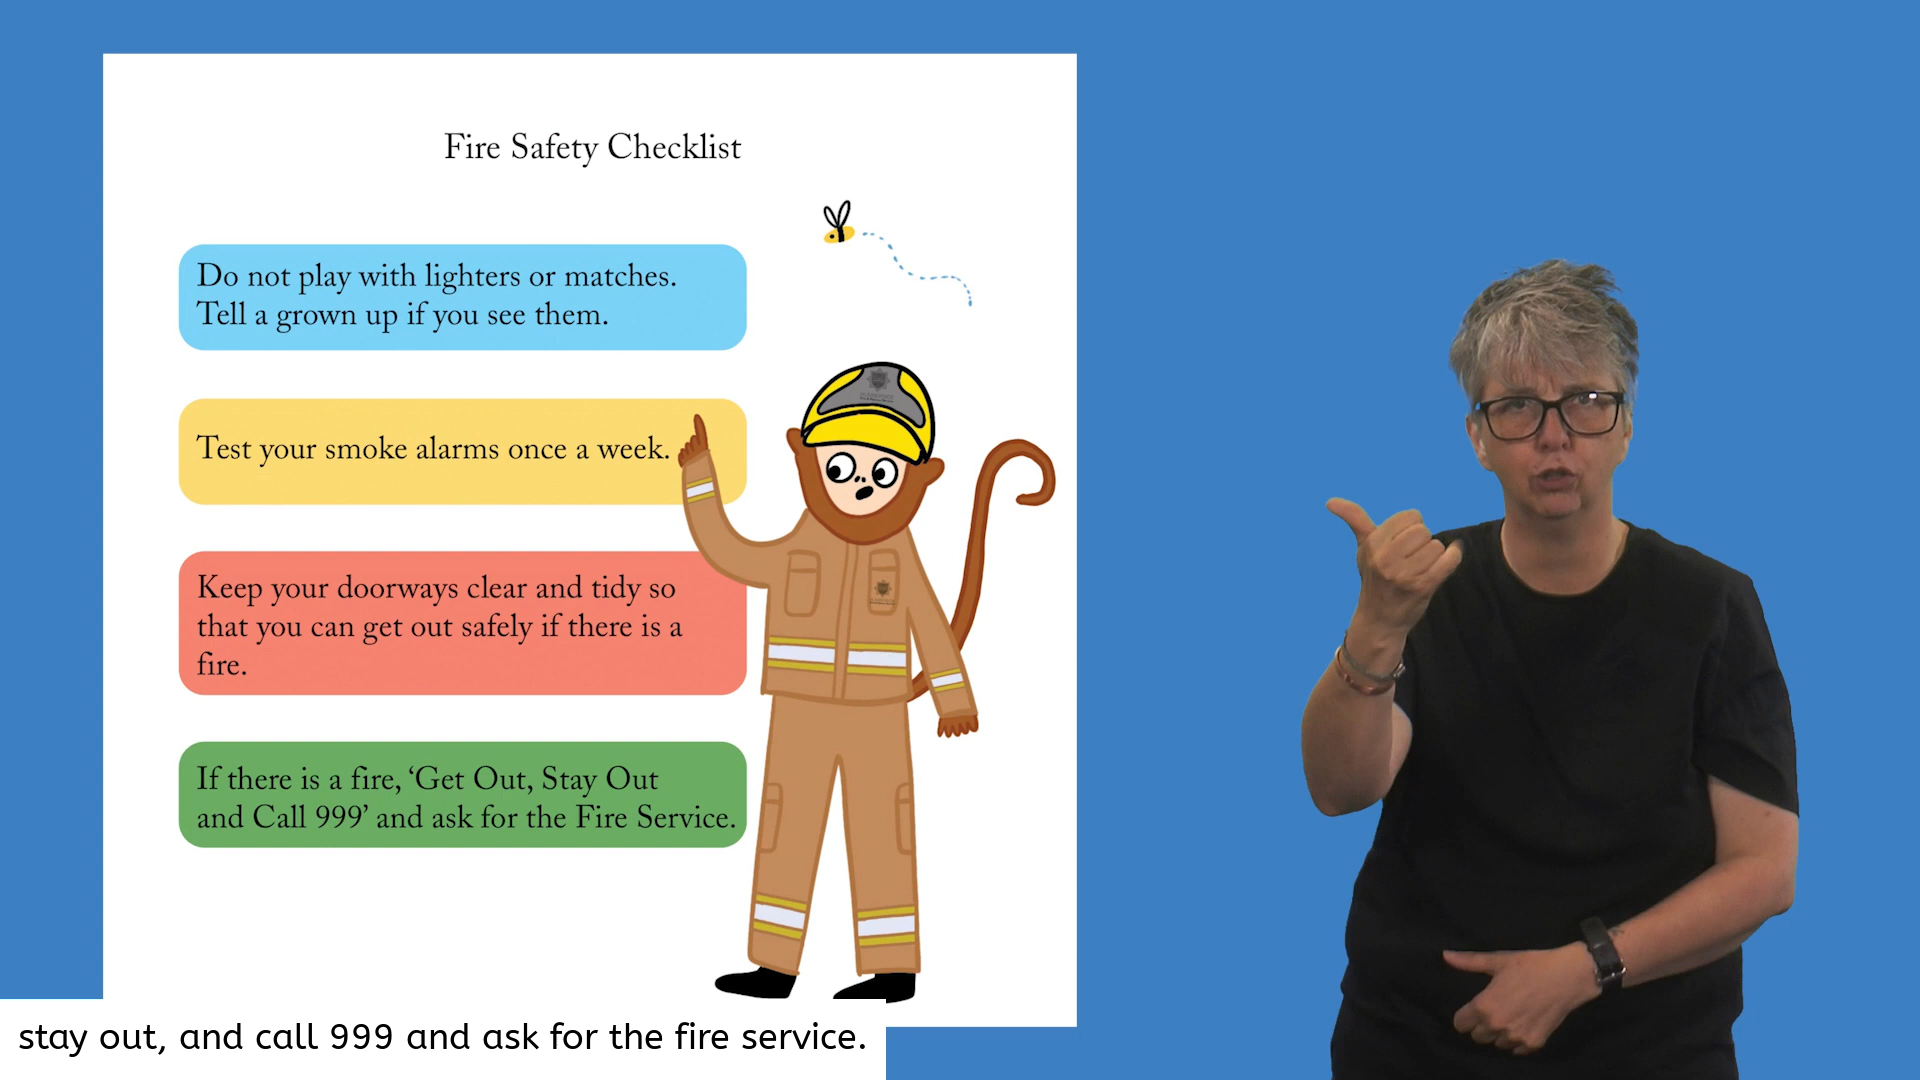 Fire Safety Checklist
Do not play with lighters or matches.
Tell a grown up if you see them.
Test your smoke alarms once a week.
Keep your doorways clear and tidy so
that you can get out safely if there is a
fire.
If there is a fire, ‘Get Out, Stay Out
and Call 999’ and ask for the Fire Service.
stay out, and call 999 and ask for the fire service.